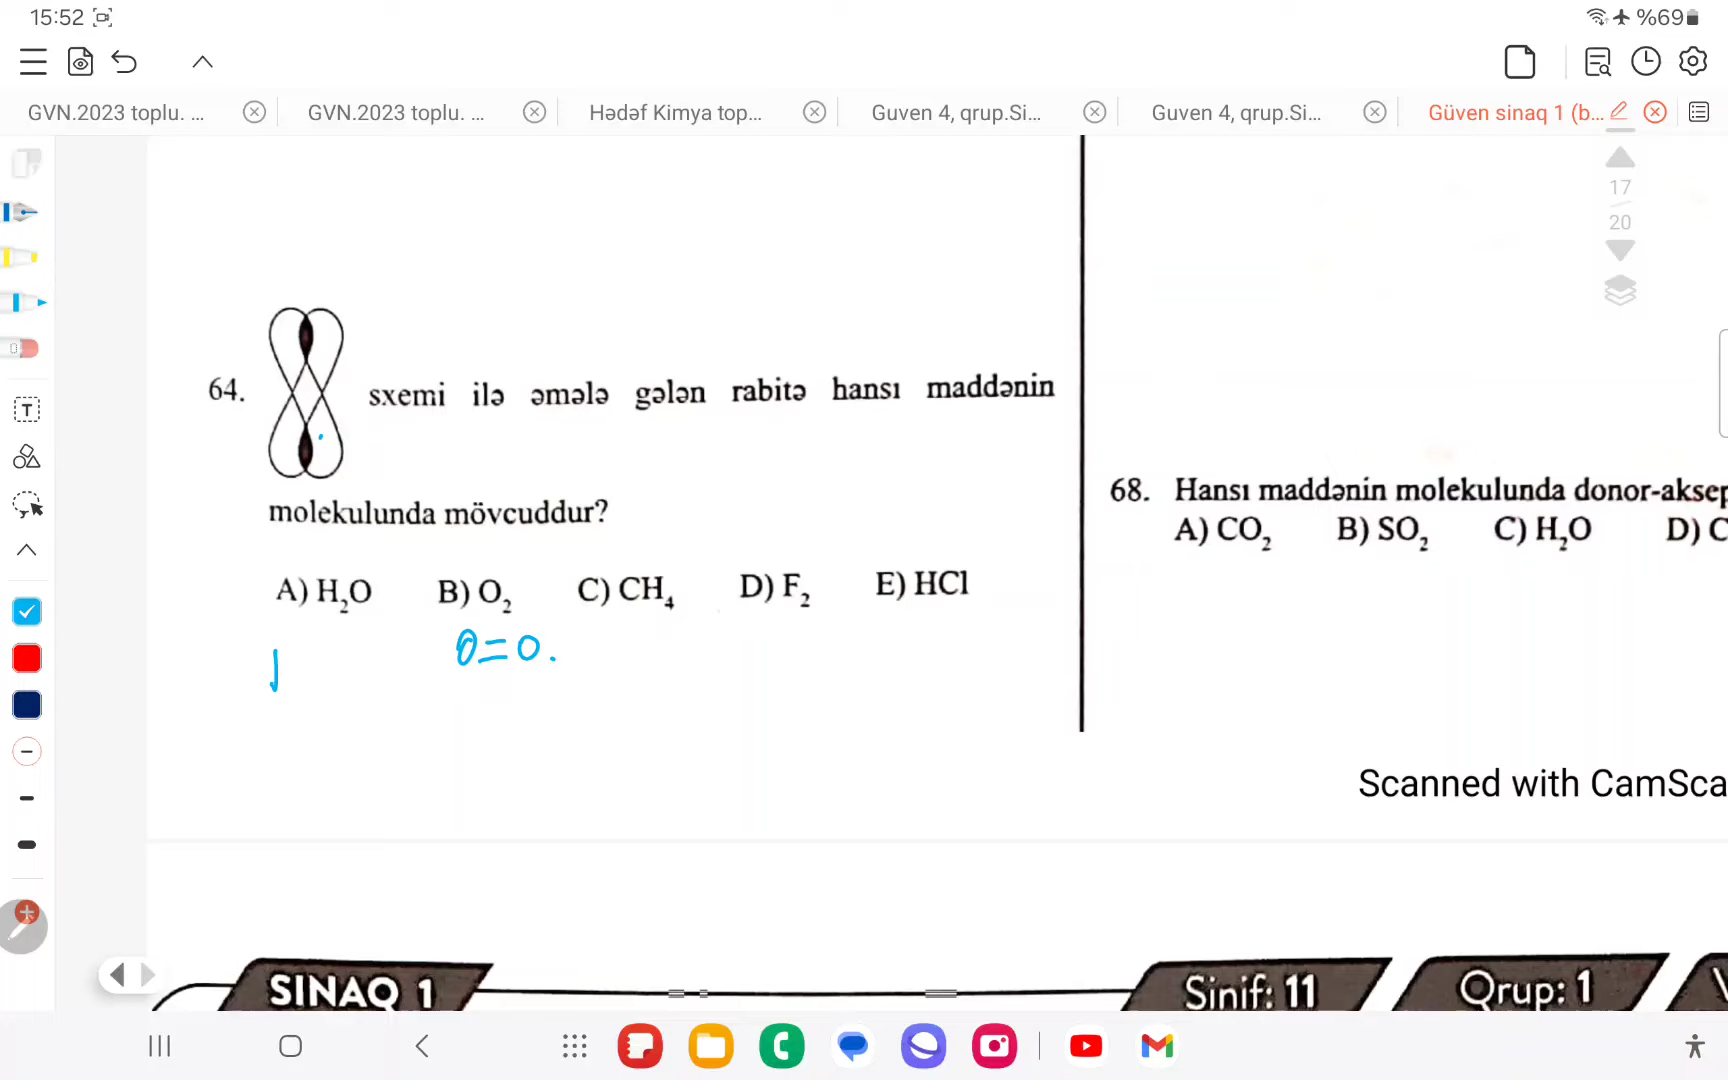 15:52
%69
GVN.2023 toplu. ...
GVN.2023 toplu. ...
Hədəf Kimya top...
Guven 4, qrup.Si...
Guven 4, qrup.Si...
Güven sinaq 1 (b...
17
20
64. sxemi ilə əmələ gələn rabitə hansı maddənin
molekulunda mövcuddur?
A) H₂O B) O₂ C) CH₄ D) F₂ E) HCl
O=O.
68. Hansı maddənin molekulunda donor-aksep
A) CO₂ B) SO₂ C) H₂O D) C
Scanned with CamSca
SINAQ 1
Sinif: 11
Qrup: 1